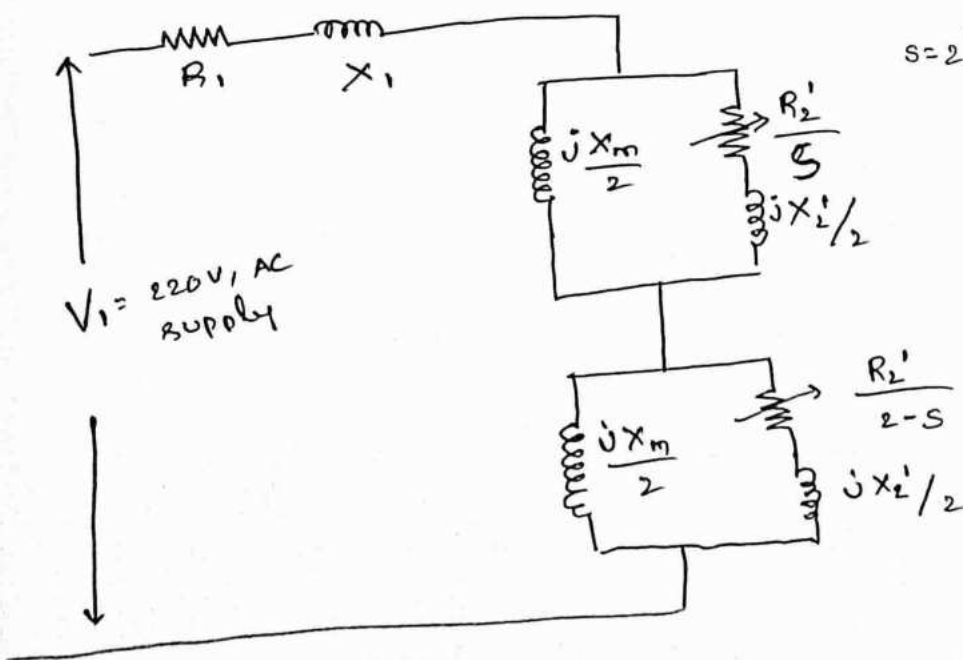 R₁ X₁
S=2
jXₘ/2
R₂'/S
jX₂'/2
V₁= 220V, AC
supply
jXₘ/2
R₂'/2-S
jX₂'/2